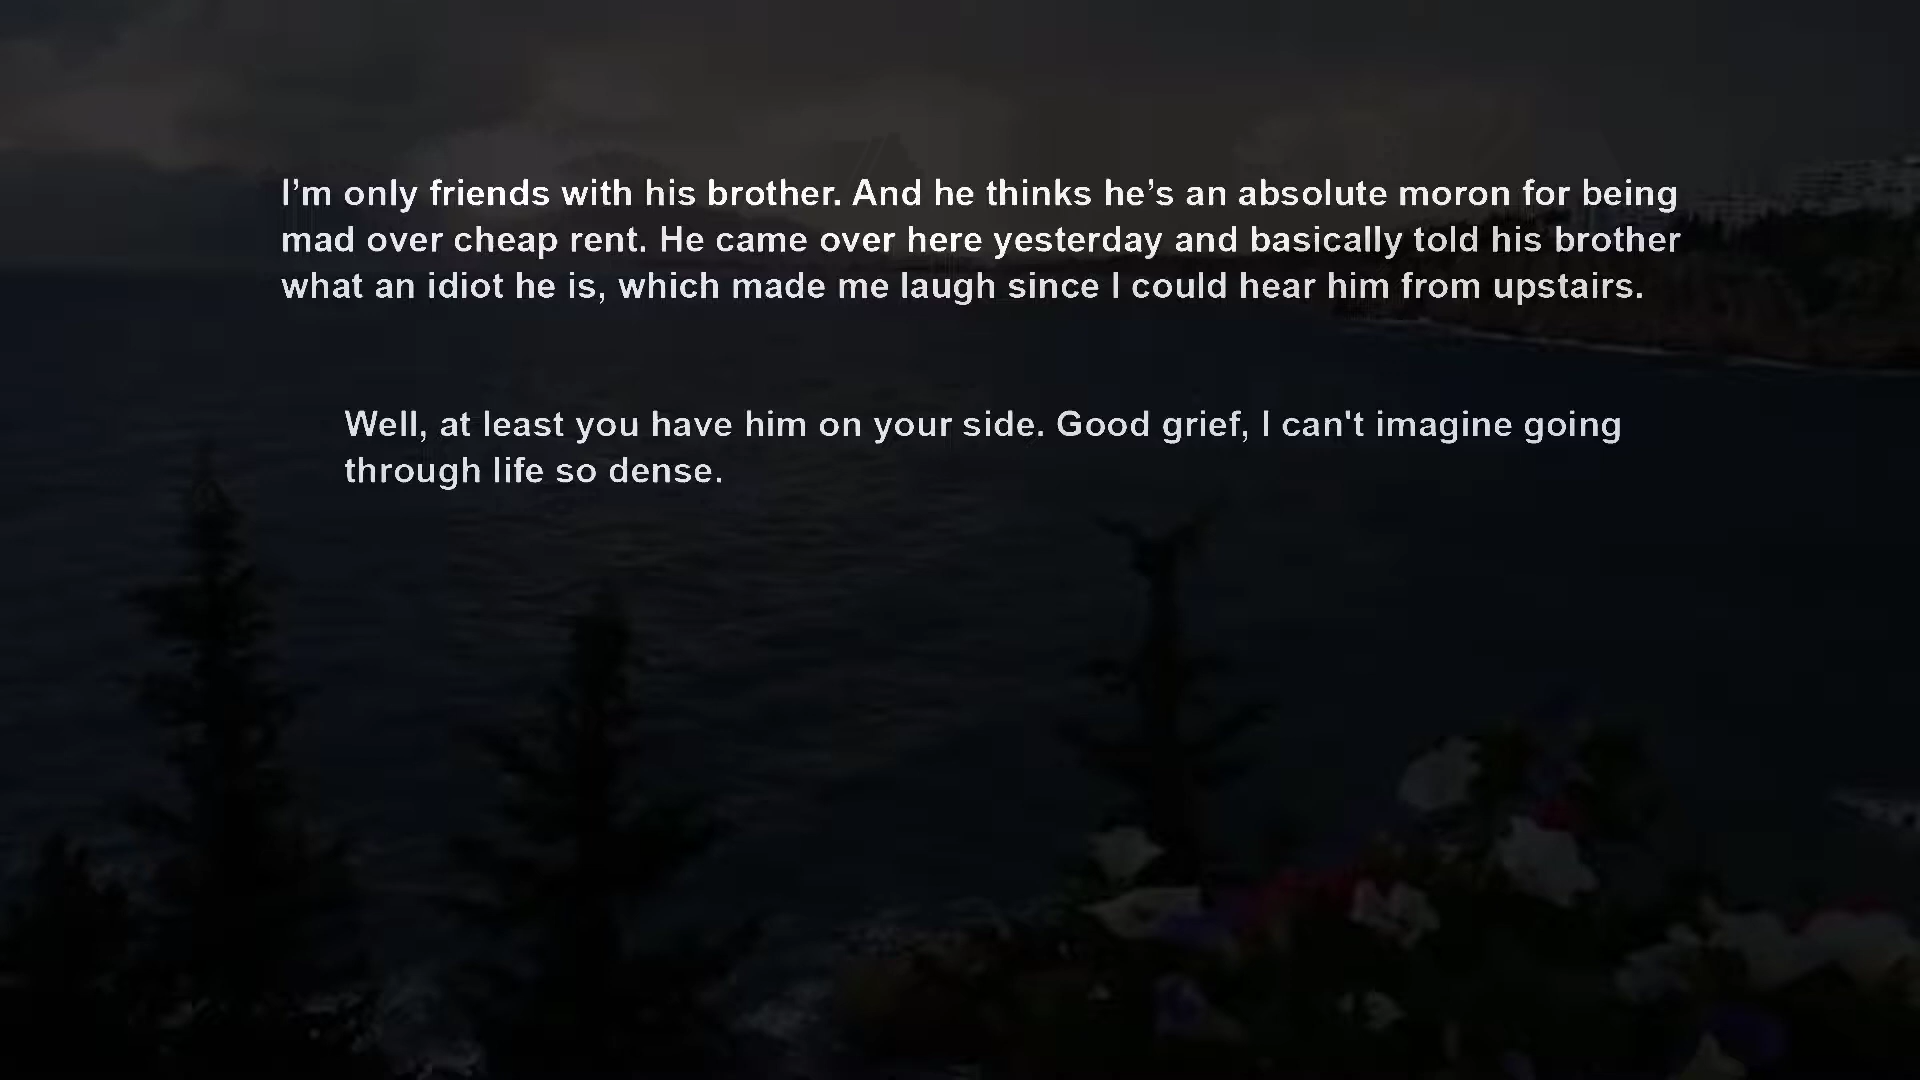 I’m only friends with his brother. And he thinks he’s an absolute moron for being
mad over cheap rent. He came over here yesterday and basically told his brother
what an idiot he is, which made me laugh since I could hear him from upstairs.
Well, at least you have him on your side. Good grief, I can't imagine going
through life so dense.